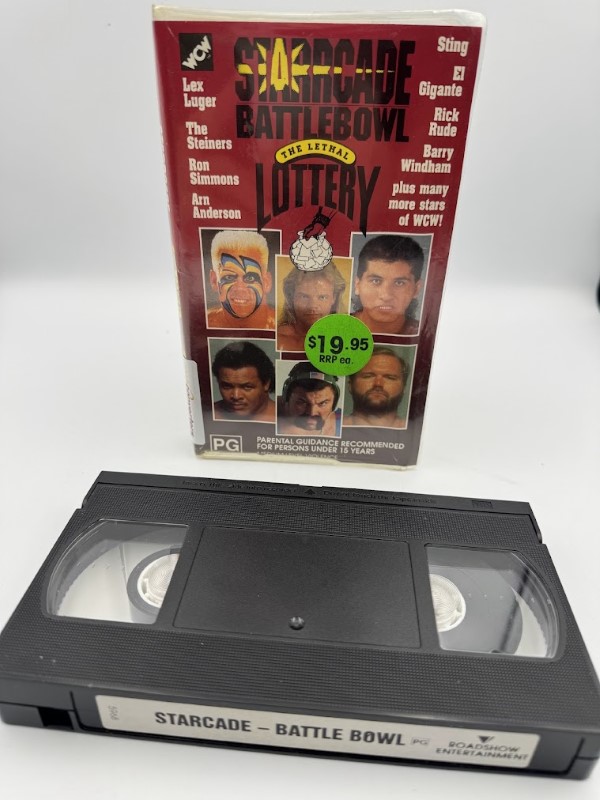 WCW
STARRCADE
BATTLEBOWL
THE LETHAL
LOTTERY
Lex
Luger
The
Steiners
Ron
Simmons
Arn
Anderson
Sting
El
Gigante
Rick
Rude
Barry
Windham
plus many
more stars
of WCW!
$19.95
RRP ea.
PG
PARENTAL GUIDANCE RECOMMENDED
FOR PERSONS UNDER 15 YEARS
STARCADE – BATTLE BOWL PG
ROADSHOW
ENTERTAINMENT